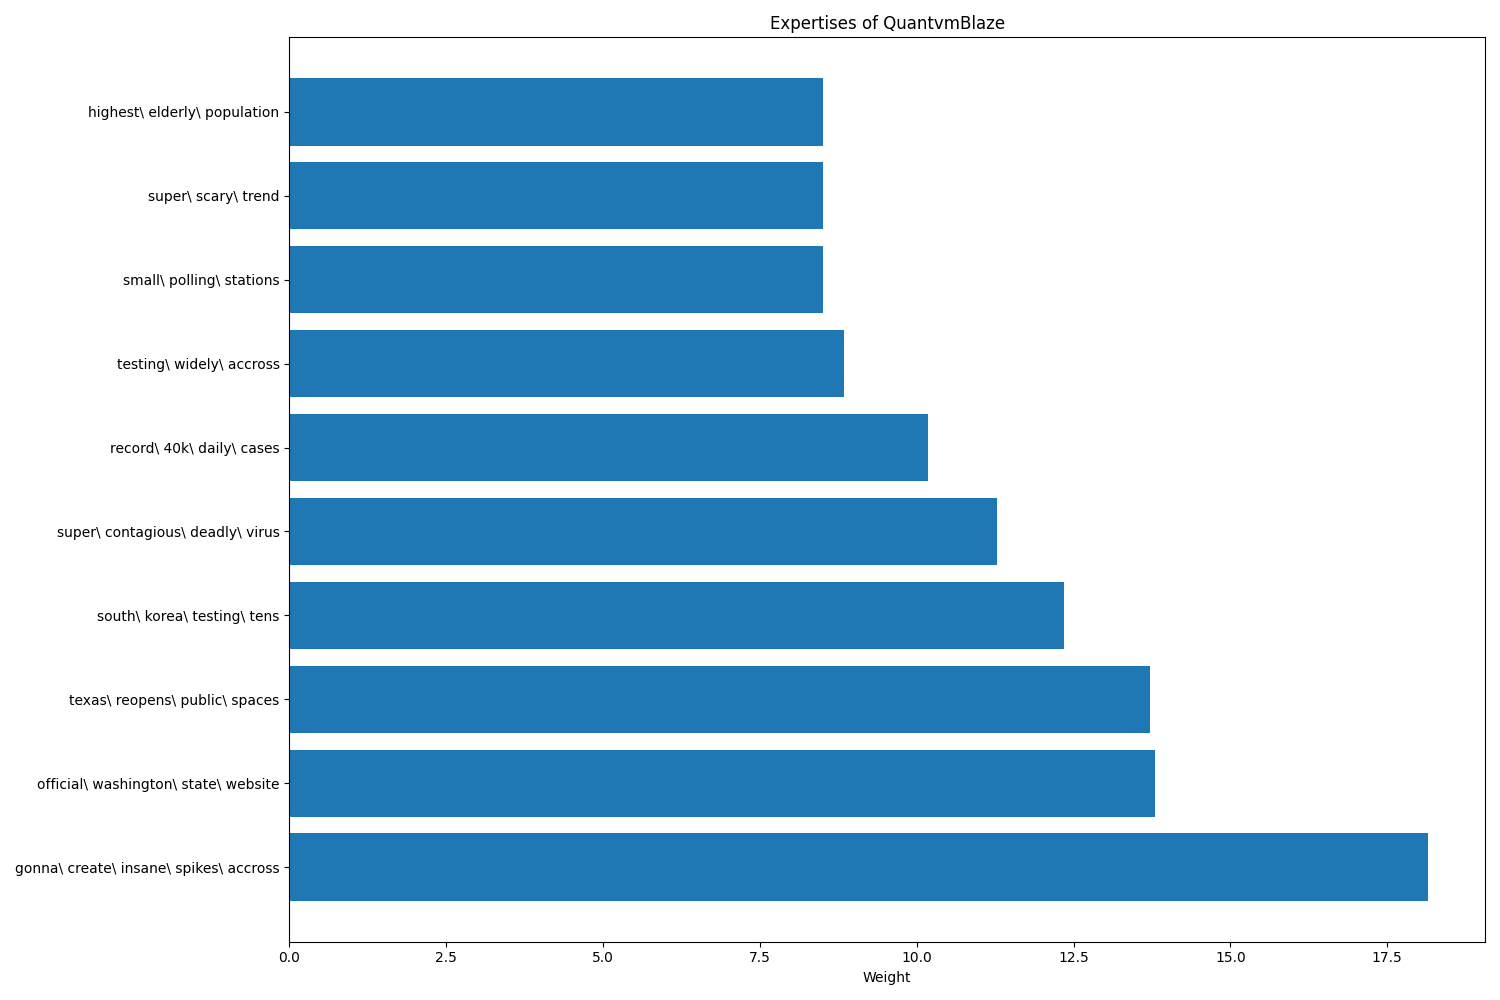 Expertises of QuantvmBlaze
highest\ elderly\ population
super\ scary\ trend
small\ polling\ stations
testing\ widely\ accross
record\ 40k\ daily\ cases
super\ contagious\ deadly\ virus
south\ korea\ testing\ tens
texas\ reopens\ public\ spaces
official\ washington\ state\ website
gonna\ create\ insane\ spikes\ accross
0.0 2.5 5.0 7.5 10.0 12.5 15.0 17.5
Weight